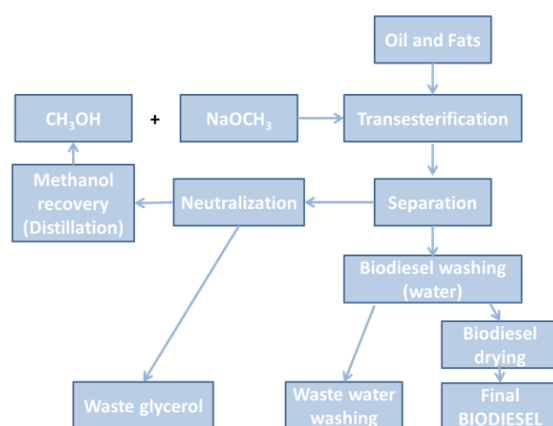 Oil and Fats
CH₃OH + NaOCH₃ Transesterification
Methanol
recovery
(Distillation)
Neutralization
Separation
Biodiesel washing
(water)
Biodiesel
drying
Waste glycerol
Waste water
washing
Final
BIODIESEL